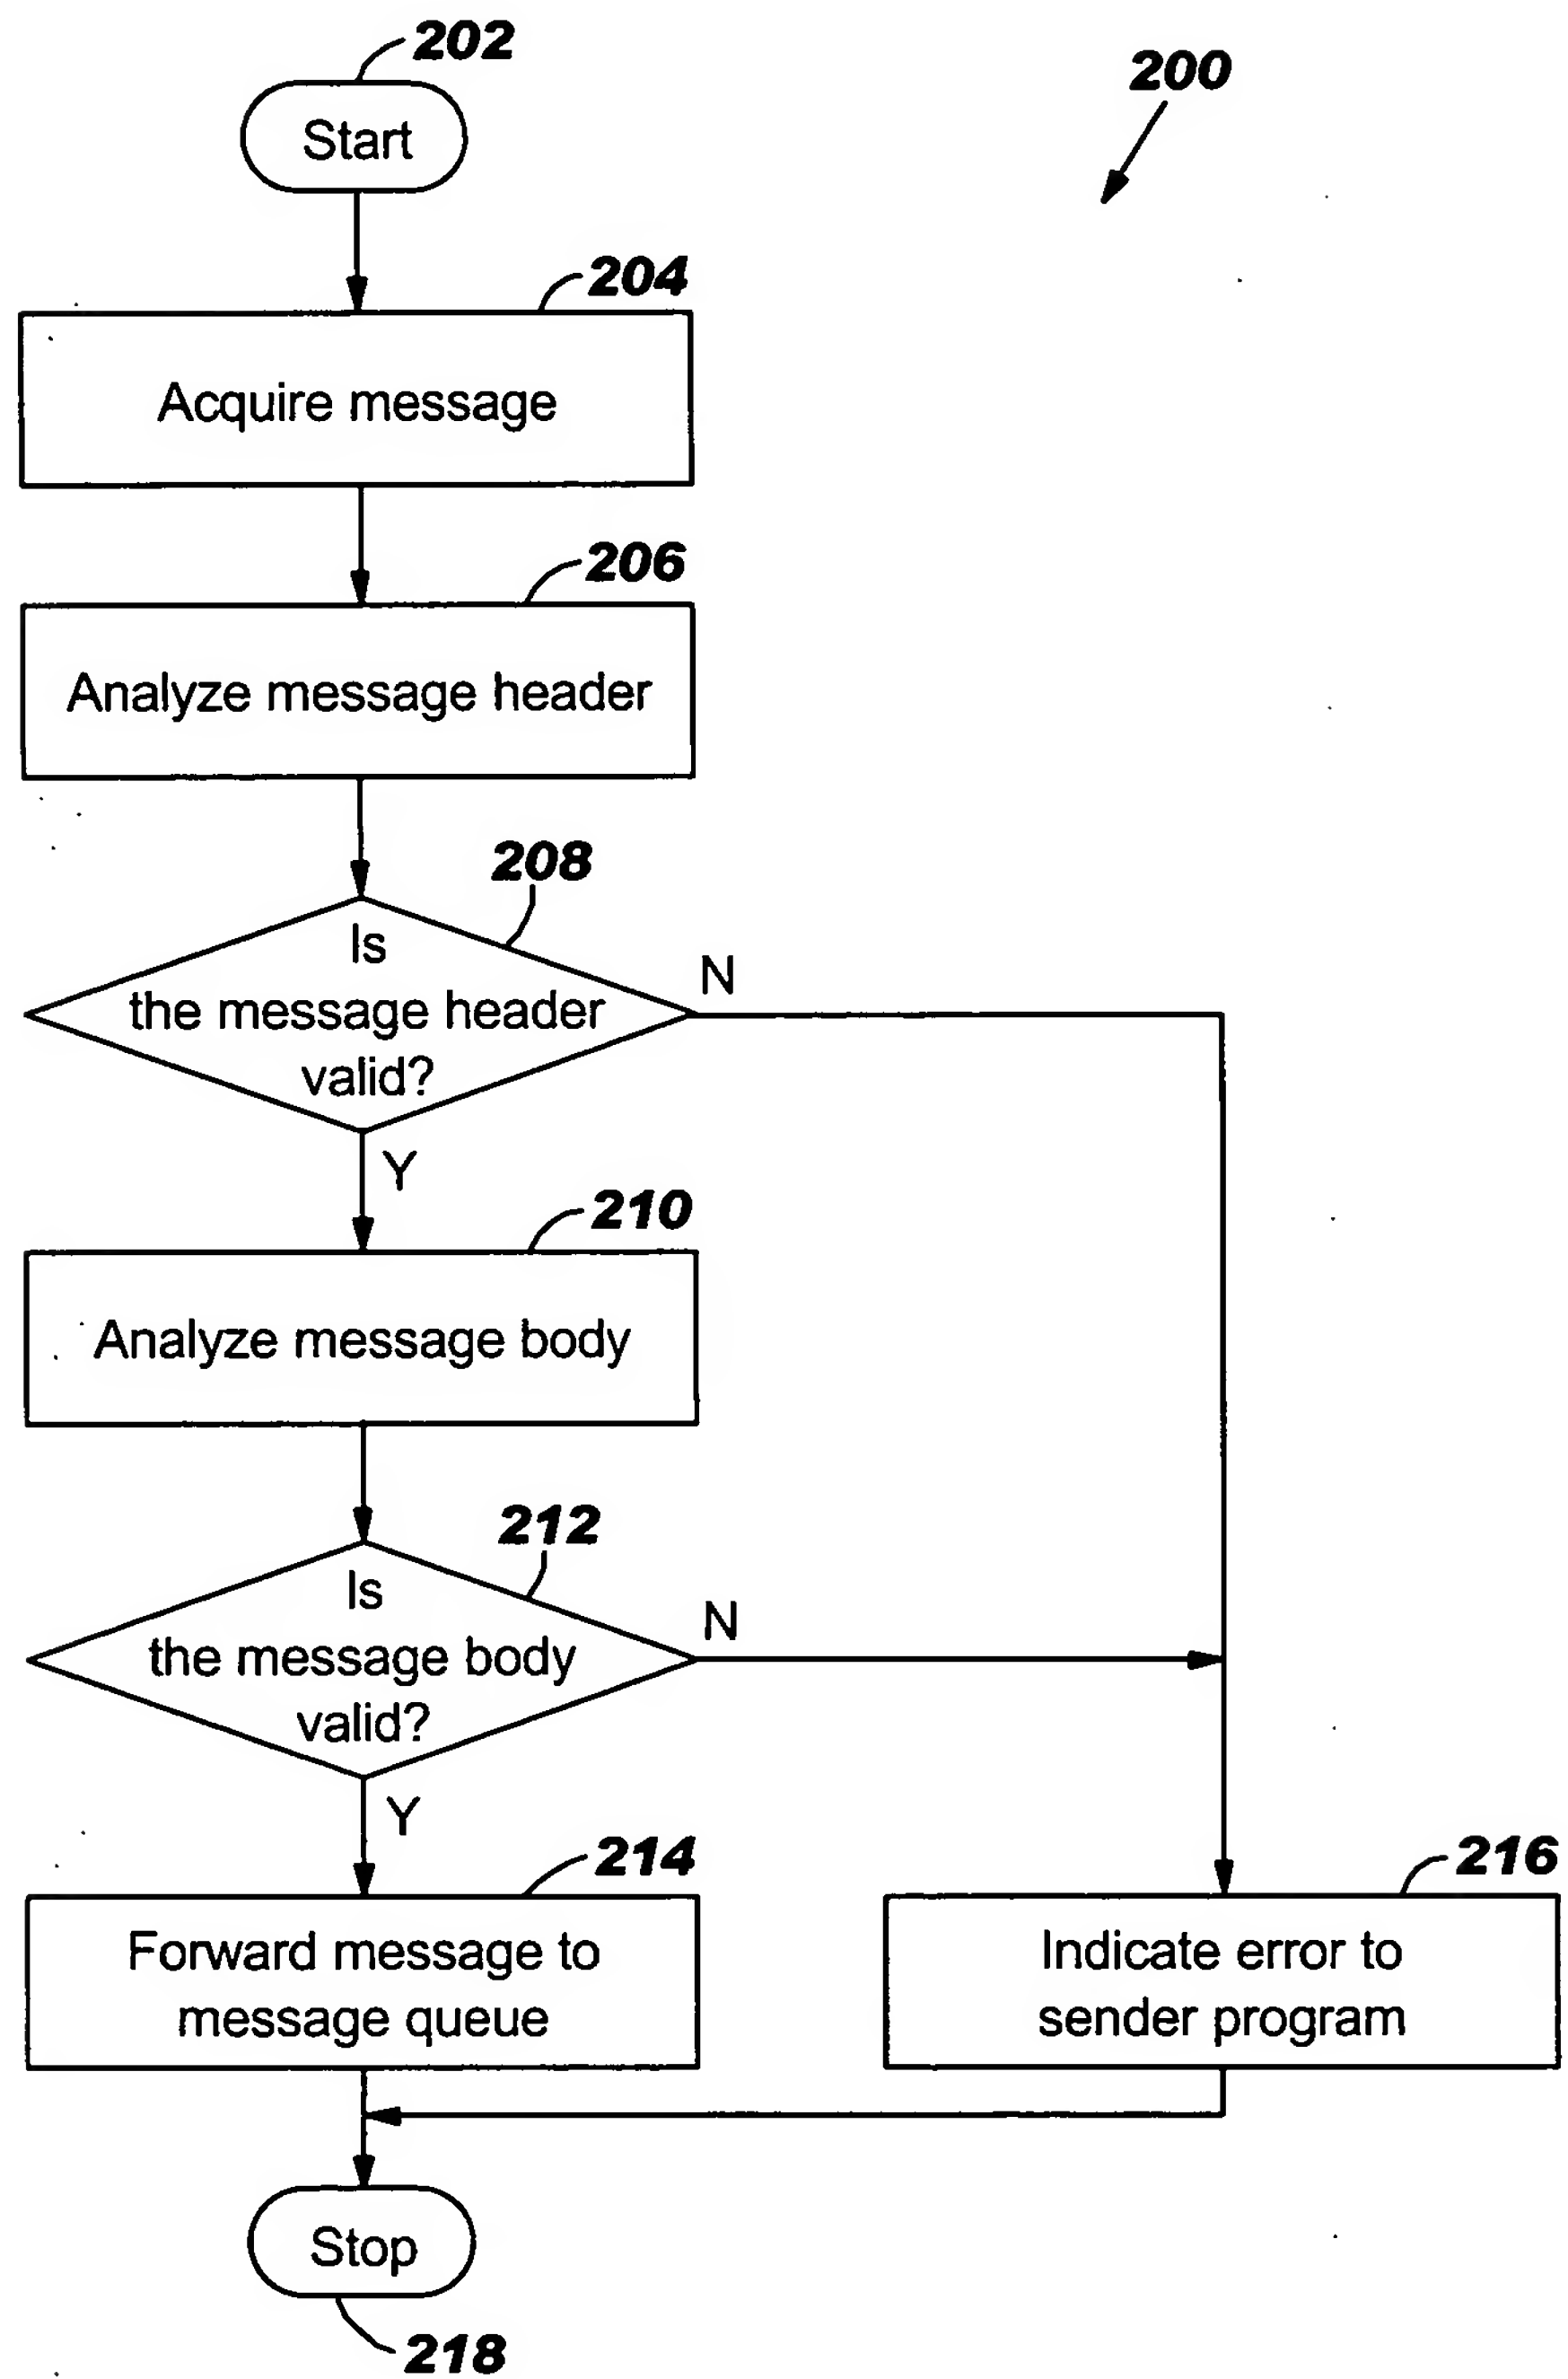 202
200
Start
204
Acquire message
206
Analyze message header
208
Is
the message header
valid?
N
Y
210
Analyze message body
212
Is
the message body
valid?
N
Y
214
Forward message to
message queue
216
Indicate error to
sender program
Stop
218